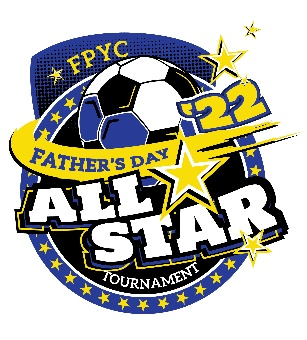 FPYC
'22
FATHER'S DAY
ALL
STAR
TOURNAMENT